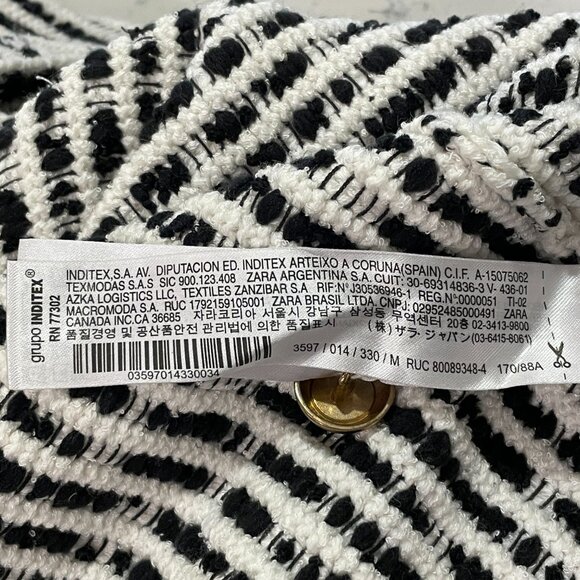 grupo INDITEX®
RN 77302
INDITEX,S.A. AV. DIPUTACION ED. INDITEX ARTEIXO A CORUNA(SPAIN) C.I.F. A-15075062
TEXMODAS S.A.S SIC 900.123.408 ZARA ARGENTINA S.A. CUIT: 30-69314836-3 V- 436-01
AZKA LOGISTICS LLC, TEXTILES ZANZIBAR S.A. RIF:Nº J30536946-1 REG.N°0000051 TI-02
MACROMODA S.A. RUC 1792159105001 ZARA BRASIL LTDA. CNPJ: 02952485000491 ZARA
CANADA INC.CA 36685 자라코리아 서울시 강남구 삼성동 무역센터 20층 02-3413-9800
품질경영 및 공산품안전 관리법에 의한 품질표시 (株) ザラ・ジャパン(03-6415-8061)
03597014330034
3597 / 014 / 330 / M RUC 80089348-4 170/88A